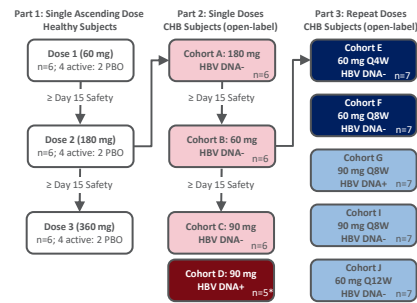 Part 1: Single Ascending Dose
Healthy Subjects
Dose 1 (60 mg)
n=6; 4 active: 2 PBO
≥ Day 15 Safety
Dose 2 (180 mg)
n=6; 4 active: 2 PBO
≥ Day 15 Safety
Dose 3 (360 mg)
n=6; 4 active: 2 PBO
Part 2: Single Doses
CHB Subjects (open-label)
Cohort A: 180 mg
HBV DNA-
n=6
≥ Day 15 Safety
Cohort B: 60 mg
HBV DNA-
n=6
≥ Day 15 Safety
Cohort C: 90 mg
HBV DNA-
n=6
Cohort D: 90 mg
HBV DNA+
n=5*
Part 3: Repeat Doses
CHB Subjects (open-label)
Cohort E
60 mg Q4W
HBV DNA-
n=7
Cohort F
60 mg Q8W
HBV DNA-
n=7
Cohort G
90 mg Q8W
HBV DNA+
n=7
Cohort I
90 mg Q8W
HBV DNA-
n=7
Cohort J
60 mg Q12W
HBV DNA-
n=7